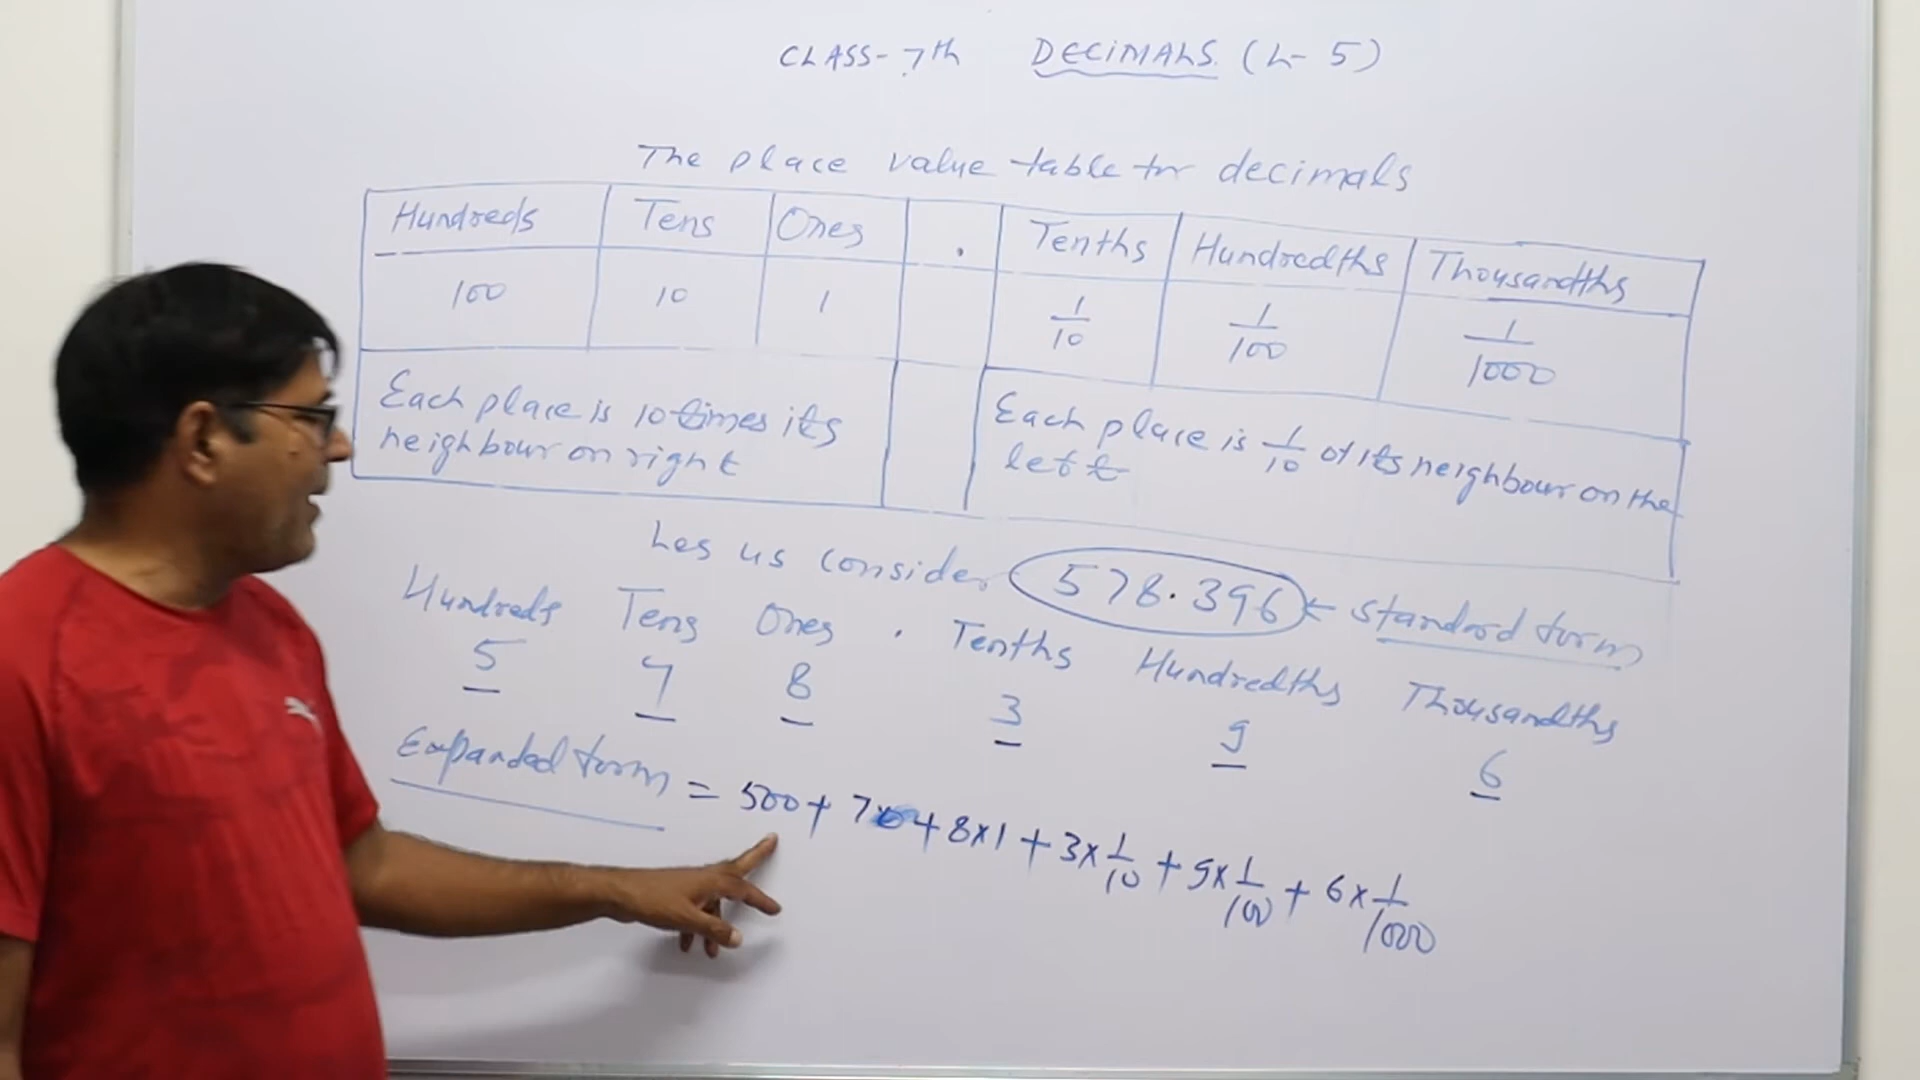 CLASS-7th DECIMALS. (L-5)
The place value table for decimals
Hundreds Tens Ones . Tenths Hundredths Thousandths
100 10 1 1/10 1/100 1/1000
Each place is 10 times its
neighbour on right
Each place is 1/10 of its neighbour on the
left
Les us consider 578.396 ← standard form
Hundreds Tens Ones . Tenths Hundredths Thousandths
5 7 8 3 9 6
Expanded form = 500 + 70 + 8×1 + 3×1/10 + 9×1/100 + 6×1/1000